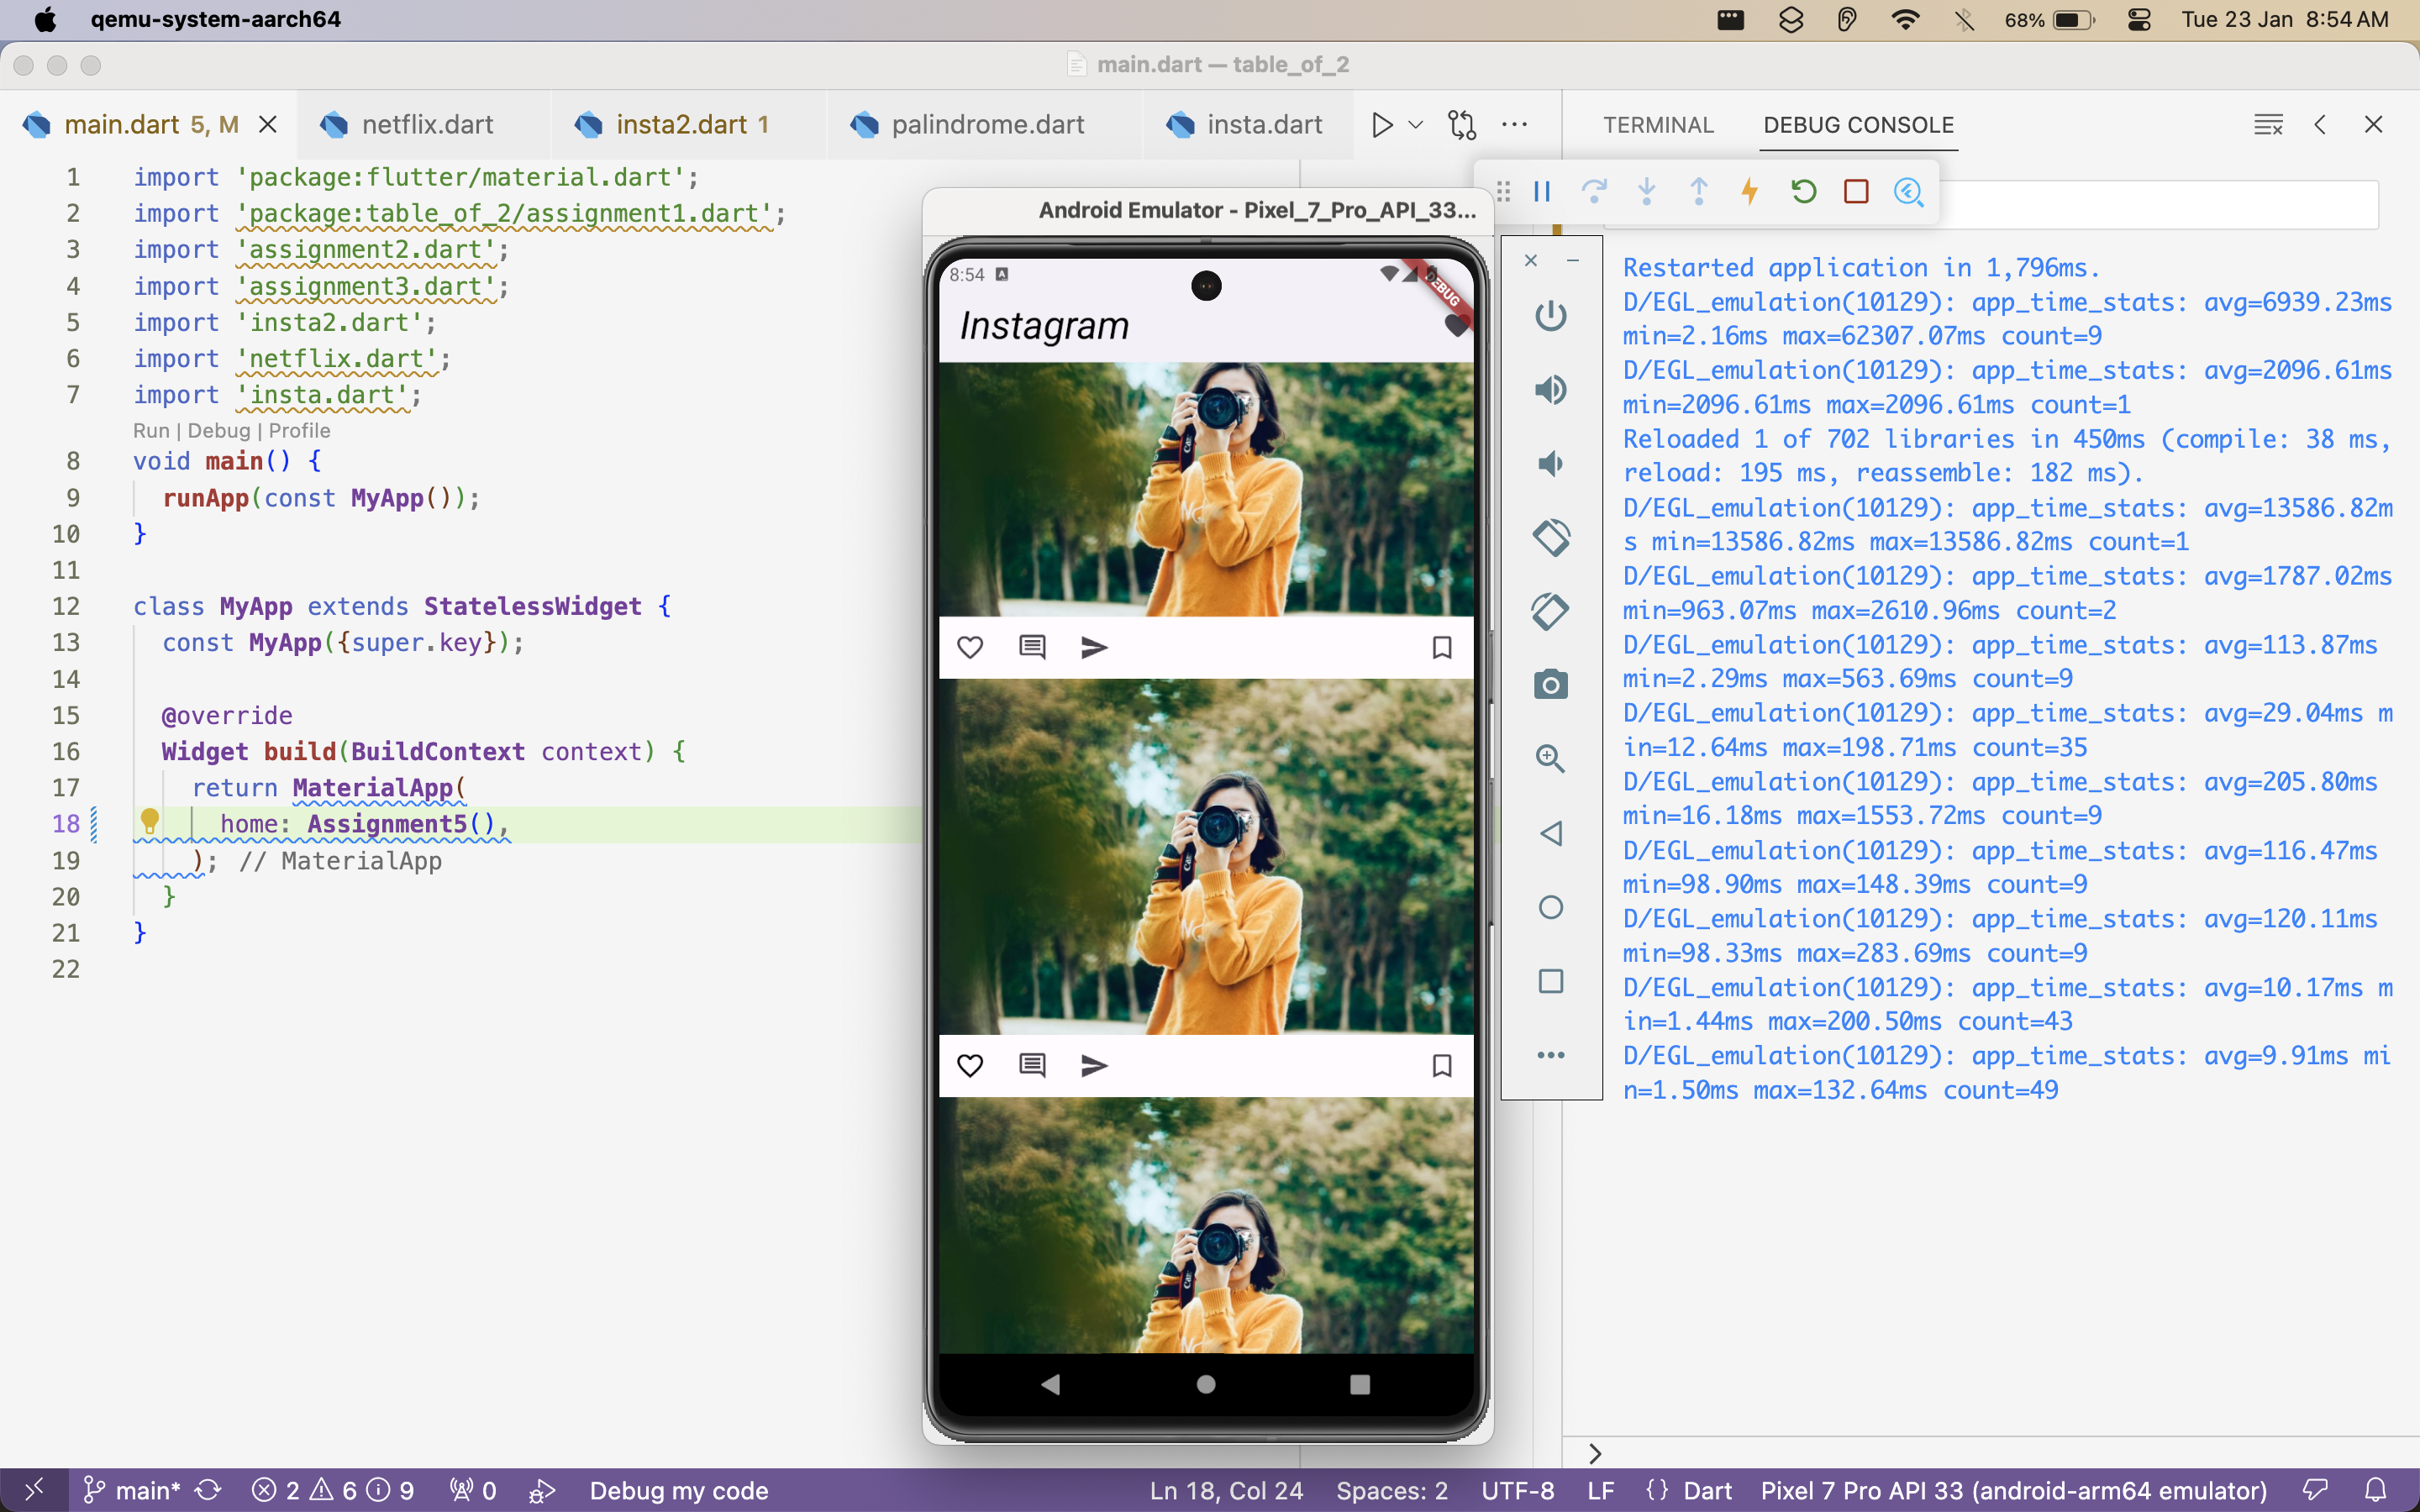 qemu-system-aarch64
68%
Tue 23 Jan 8:54 AM
main.dart — table_of_2
main.dart 5, M
netflix.dart
insta2.dart 1
palindrome.dart
insta.dart
TERMINAL
DEBUG CONSOLE
1 import 'package:flutter/material.dart';
2 import 'package:table_of_2/assignment1.dart';
3 import 'assignment2.dart';
4 import 'assignment3.dart';
5 import 'insta2.dart';
6 import 'netflix.dart';
7 import 'insta.dart';
Run | Debug | Profile
8 void main() {
9 runApp(const MyApp());
10 }
11
12 class MyApp extends StatelessWidget {
13 const MyApp({super.key});
14
15 @override
16 Widget build(BuildContext context) {
17 return MaterialApp(
18 home: Assignment5(),
19 ); // MaterialApp
20 }
21 }
22
Android Emulator - Pixel_7_Pro_API_33...
8:54
DEBUG
Instagram
Restarted application in 1,796ms.
D/EGL_emulation(10129): app_time_stats: avg=6939.23ms
min=2.16ms max=62307.07ms count=9
D/EGL_emulation(10129): app_time_stats: avg=2096.61ms
min=2096.61ms max=2096.61ms count=1
Reloaded 1 of 702 libraries in 450ms (compile: 38 ms,
reload: 195 ms, reassemble: 182 ms).
D/EGL_emulation(10129): app_time_stats: avg=13586.82m
s min=13586.82ms max=13586.82ms count=1
D/EGL_emulation(10129): app_time_stats: avg=1787.02ms
min=963.07ms max=2610.96ms count=2
D/EGL_emulation(10129): app_time_stats: avg=113.87ms
min=2.29ms max=563.69ms count=9
D/EGL_emulation(10129): app_time_stats: avg=29.04ms m
in=12.64ms max=198.71ms count=35
D/EGL_emulation(10129): app_time_stats: avg=205.80ms
min=16.18ms max=1553.72ms count=9
D/EGL_emulation(10129): app_time_stats: avg=116.47ms
min=98.90ms max=148.39ms count=9
D/EGL_emulation(10129): app_time_stats: avg=120.11ms
min=98.33ms max=283.69ms count=9
D/EGL_emulation(10129): app_time_stats: avg=10.17ms m
in=1.44ms max=200.50ms count=43
D/EGL_emulation(10129): app_time_stats: avg=9.91ms mi
n=1.50ms max=132.64ms count=49
main* 2 6 9 0 Debug my code
Ln 18, Col 24 Spaces: 2 UTF-8 LF {} Dart Pixel 7 Pro API 33 (android-arm64 emulator)